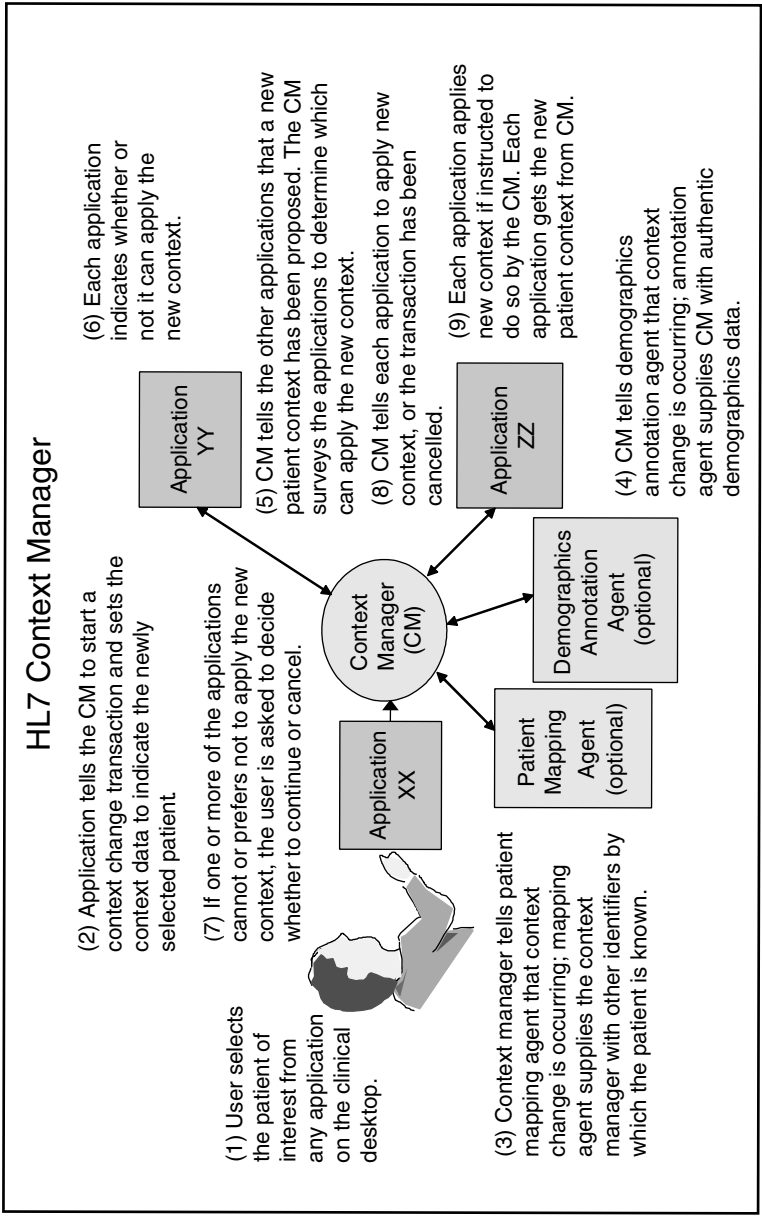 HL7 Context Manager
(1) User selects
the patient of
interest from
any application
on the clinical
desktop.
(2) Application tells the CM to start a
context change transaction and sets the
context data to indicate the newly
selected patient
(7) If one or more of the applications
cannot or prefers not to apply the new
context, the user is asked to decide
whether to continue or cancel.
(6) Each application
indicates whether or
not it can apply the
new context.
Application
YY
(5) CM tells the other applications that a new
patient context has been proposed. The CM
surveys the applications to determine which
can apply the new context.
(8) CM tells each application to apply new
context, or the transaction has been
cancelled.
Application
XX
Context
Manager
(CM)
Application
ZZ
(9) Each application applies
new context if instructed to
do so by the CM. Each
application gets the new
patient context from CM.
(3) Context manager tells patient
mapping agent that context
change is occurring; mapping
agent supplies the context
manager with other identifiers by
which the patient is known.
Patient
Mapping
Agent
(optional)
Demographics
Annotation
Agent
(optional)
(4) CM tells demographics
annotation agent that context
change is occurring; annotation
agent supplies CM with authentic
demographics data.